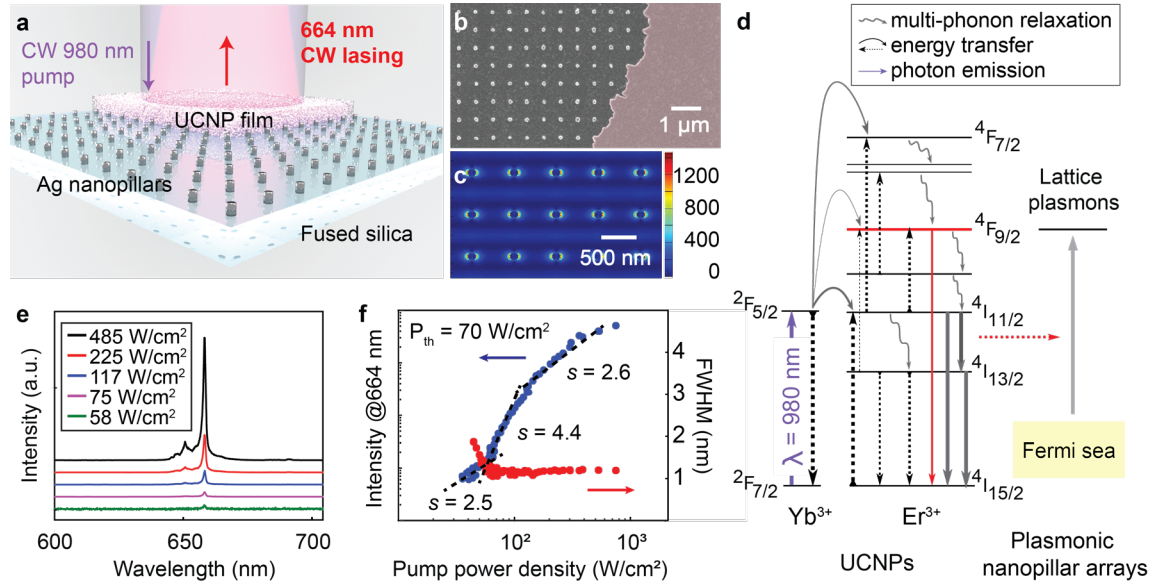 a
CW 980 nm
pump
664 nm
CW lasing
UCNP film
Ag nanopillars
Fused silica
b
1 µm
c
500 nm
1200
800
400
0
d
multi-phonon relaxation
energy transfer
photon emission
⁴F₇/₂
Lattice
plasmons
⁴F₉/₂
²F₅/₂
⁴I₁₁/₂
λ = 980 nm
⁴I₁₃/₂
Fermi sea
²F₇/₂
⁴I₁₅/₂
Yb³⁺
Er³⁺
UCNPs
Plasmonic
nanopillar arrays
e
485 W/cm²
225 W/cm²
117 W/cm²
75 W/cm²
58 W/cm²
Intensity (a.u.)
600
650
700
Wavelength (nm)
f
Pth = 70 W/cm²
s = 2.6
s = 4.4
s = 2.5
Intensity @664 nm
4
3
2
1
FWHM (nm)
10²
10³
Pump power density (W/cm²)